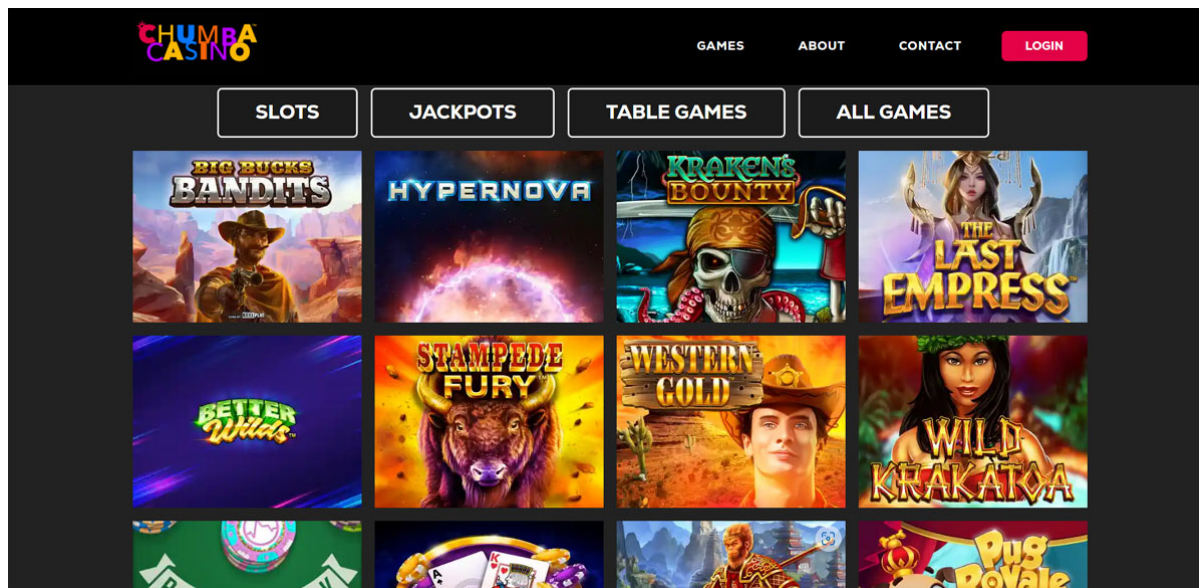 CHUMBA
CASINO
GAMES
ABOUT
CONTACT
LOGIN
SLOTS
JACKPOTS
TABLE GAMES
ALL GAMES
BIG BUCKS
BANDITS
HYPERNOVA
KRAKEN'S
BOUNTY
THE
LAST
EMPRESS
BETTER
Wilds
STAMPEDE
FURY
WESTERN
GOLD
WILD
KRAKATOA
A
K
Pug
Royale